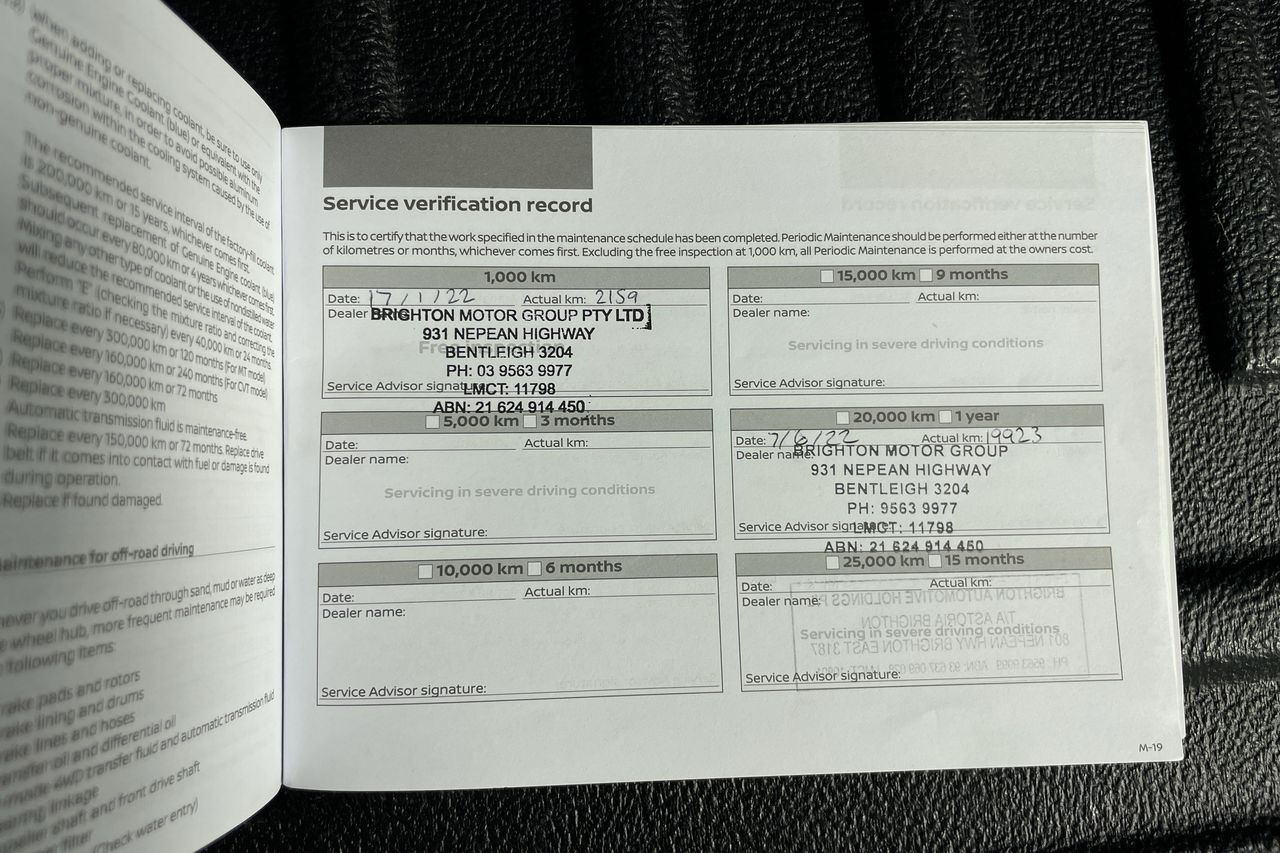 When adding or replacing coolant, be sure to use only
Genuine Engine Coolant (blue) or equivalent with the
proper mixture, in order to avoid possible aluminum
corrosion within the cooling system caused by the use of
non-genuine coolant.
The recommended service interval of the factory-fill coolant
is 200,000 km or 15 years, whichever comes first.
Subsequent replacement of Genuine Engine coolant (blue)
should occur every 80,000 km or 4 years whichever comes first.
Mixing any other type of coolant or the use of nondistilled water
will reduce the recommended service interval of the coolant.
Perform "E" (checking the mixture ratio and correcting the
mixture ratio if necessary) every 40,000 km or 24 months.
Replace every 300,000 km or 120 months (For MT model)
Replace every 160,000 km or 240 months (For CVT model)
Replace every 160,000 km or 72 months
Replace every 300,000 km
Automatic transmission fluid is maintenance-free.
Replace every 150,000 km or 72 months. Replace drive
belt if it comes into contact with fuel or damage is found
during operation.
Replace if found damaged.
maintenance for off-road driving
you drive off-road through sand, mud or water as deep
wheel hub, more frequent maintenance may be required
following items:
brake pads and rotors
brake lining and drums
brake lines and hoses
oil and differential oil
4WD transfer fluid and automatic transmission fluid
linkage
shaft and front drive shaft
filter
(Check water entry)
Service verification record
This is to certify that the work specified in the maintenance schedule has been completed. Periodic Maintenance should be performed either at the number
of kilometres or months, whichever comes first. Excluding the free inspection at 1,000 km, all Periodic Maintenance is performed at the owners cost.
1,000 km
Date: 17/1/22 Actual km: 2159
Dealer
BRIGHTON MOTOR GROUP PTY LTD
931 NEPEAN HIGHWAY
Free inspection
BENTLEIGH 3204
PH: 03 9563 9977
Service Advisor signature:
LMCT: 11798
ABN: 21 624 914 450
5,000 km 3 months
Date: Actual km:
Dealer name:
Servicing in severe driving conditions
Service Advisor signature:
10,000 km 6 months
Date: Actual km:
Dealer name:
Service Advisor signature:
15,000 km 9 months
Date: Actual km:
Dealer name:
Servicing in severe driving conditions
Service Advisor signature:
20,000 km 1 year
Date: 7/6/22 Actual km: 19923
Dealer name:
BRIGHTON MOTOR GROUP
931 NEPEAN HIGHWAY
BENTLEIGH 3204
PH: 9563 9977
Service Advisor signature:
LMCT: 11798
ABN: 21 624 914 450
25,000 km 15 months
Date: Actual km:
Dealer name:
BRIGHTON AUTOMOTIVE HOLDINGS
T/A ASTORIA BRIGHTON
Servicing in severe driving conditions
801 NEPEAN HWY BRIGHTON EAST 3187
Service Advisor signature:
M-19